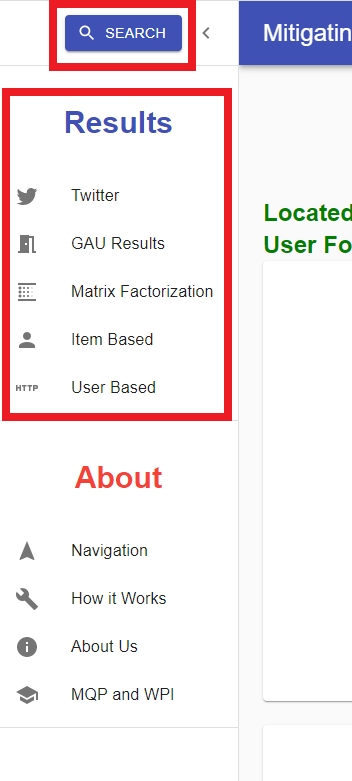 SEARCH
Mitigatin
Results
Twitter
GAU Results
Matrix Factorization
Item Based
HTTP User Based
Located
User Fo
About
Navigation
How it Works
About Us
MQP and WPI